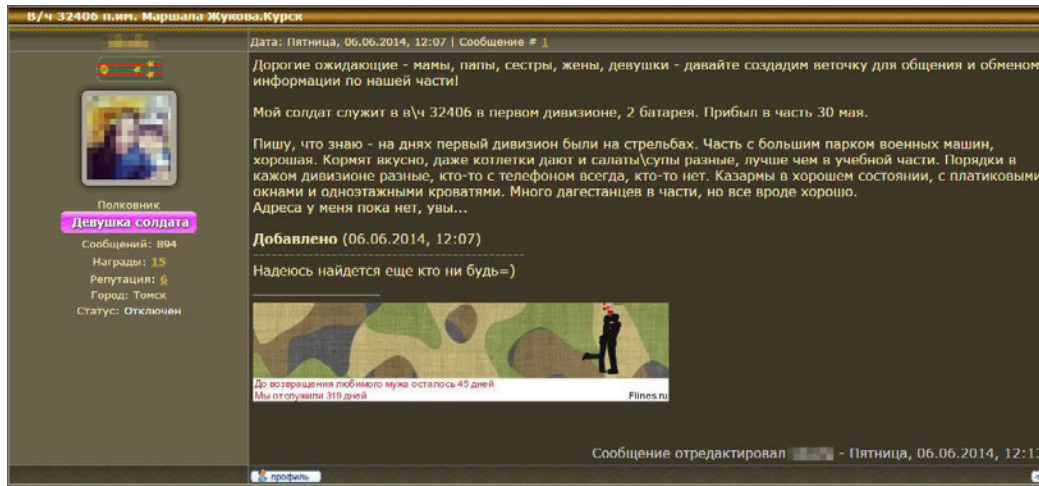 В/ч 32406 п.им. Маршала Жукова.Курск
Дата: Пятница, 06.06.2014, 12:07 | Сообщение # 1
Полковник
Девушка солдата
Сообщений: 894
Награды: 15
Репутация: 6
Город: Томск
Статус: Отключен
Дорогие ожидающие - мамы, папы, сестры, жены, девушки - давайте создадим веточку для общения и обменом
информации по нашей части!
Мой солдат служит в в\ч 32406 в первом дивизионе, 2 батарея. Прибыл в часть 30 мая.
Пишу, что знаю - на днях первый дивизион были на стрельбах. Часть с большим парком военных машин,
хорошая. Кормят вкусно, даже котлетки дают и салаты\супы разные, лучше чем в учебной части. Порядки в
кажом дивизионе разные, кто-то с телефоном всегда, кто-то нет. Казармы в хорошем состоянии, с платиковыми
окнами и одноэтажными кроватями. Много дагестанцев в части, но все вроде хорошо.
Адреса у меня пока нет, увы...
Добавлено (06.06.2014, 12:07)
Надеюсь найдется еще кто ни будь=)
До возвращения любимого мужа осталось 45 дней
Мы отслужили 319 дней
Flines.ru
Сообщение отредактировал - Пятница, 06.06.2014, 12:13
профиль